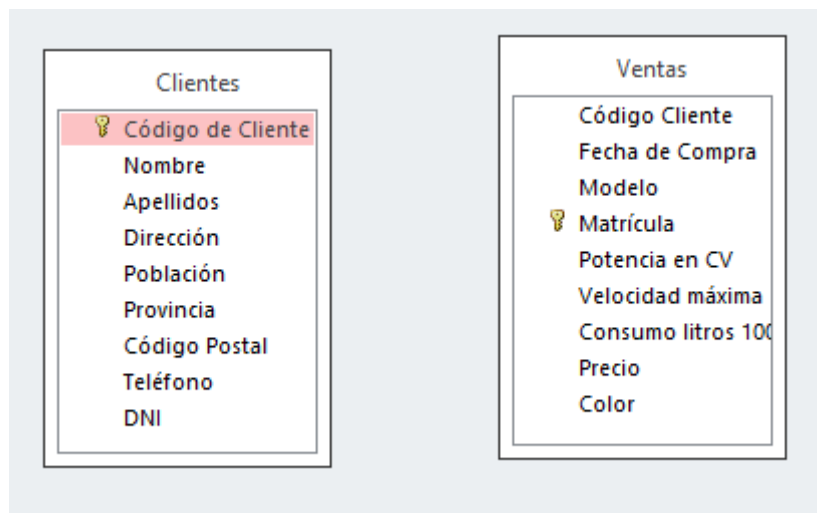 Clientes
Código de Cliente
Nombre
Apellidos
Dirección
Población
Provincia
Código Postal
Teléfono
DNI
Ventas
Código Cliente
Fecha de Compra
Modelo
Matrícula
Potencia en CV
Velocidad máxima
Consumo litros 100
Precio
Color